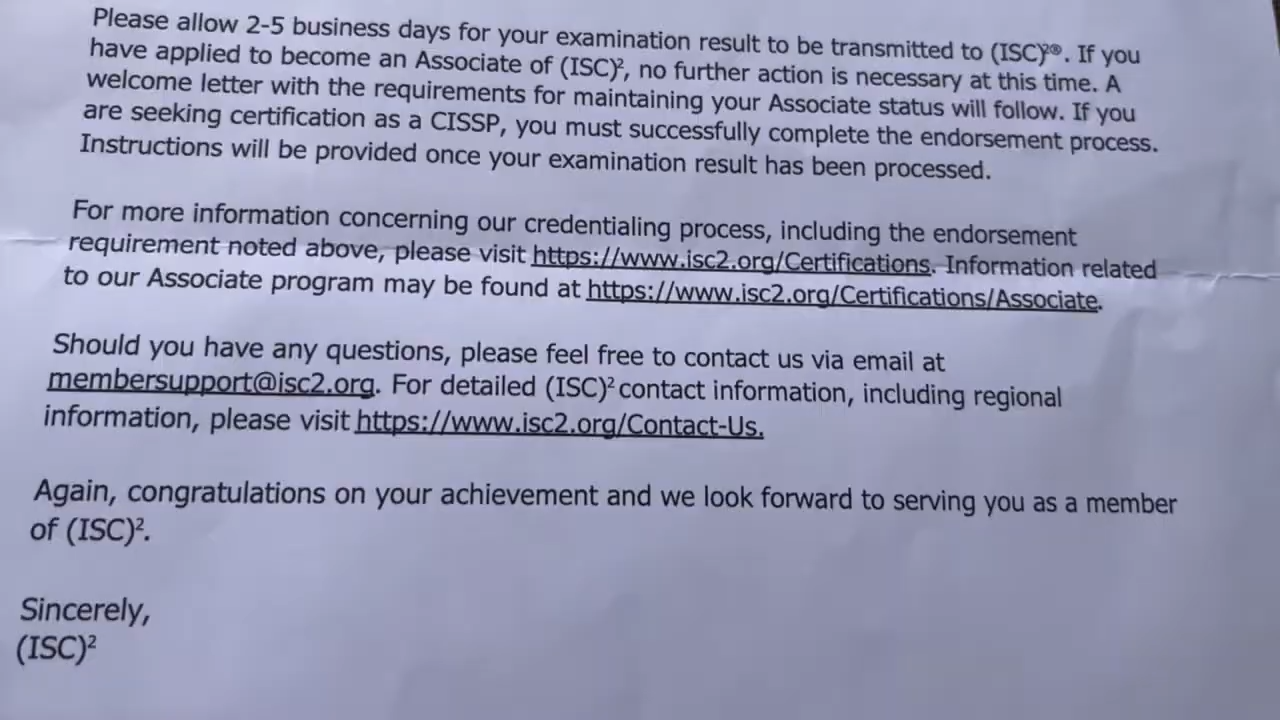 Please allow 2-5 business days for your examination result to be transmitted to (ISC)²®. If you
have applied to become an Associate of (ISC)², no further action is necessary at this time. A
welcome letter with the requirements for maintaining your Associate status will follow. If you
are seeking certification as a CISSP, you must successfully complete the endorsement process.
Instructions will be provided once your examination result has been processed.
For more information concerning our credentialing process, including the endorsement
requirement noted above, please visit https://www.isc2.org/Certifications. Information related
to our Associate program may be found at https://www.isc2.org/Certifications/Associate.
Should you have any questions, please feel free to contact us via email at
membersupport@isc2.org. For detailed (ISC)² contact information, including regional
information, please visit https://www.isc2.org/Contact-Us.
Again, congratulations on your achievement and we look forward to serving you as a member
of (ISC)².
Sincerely,
(ISC)²